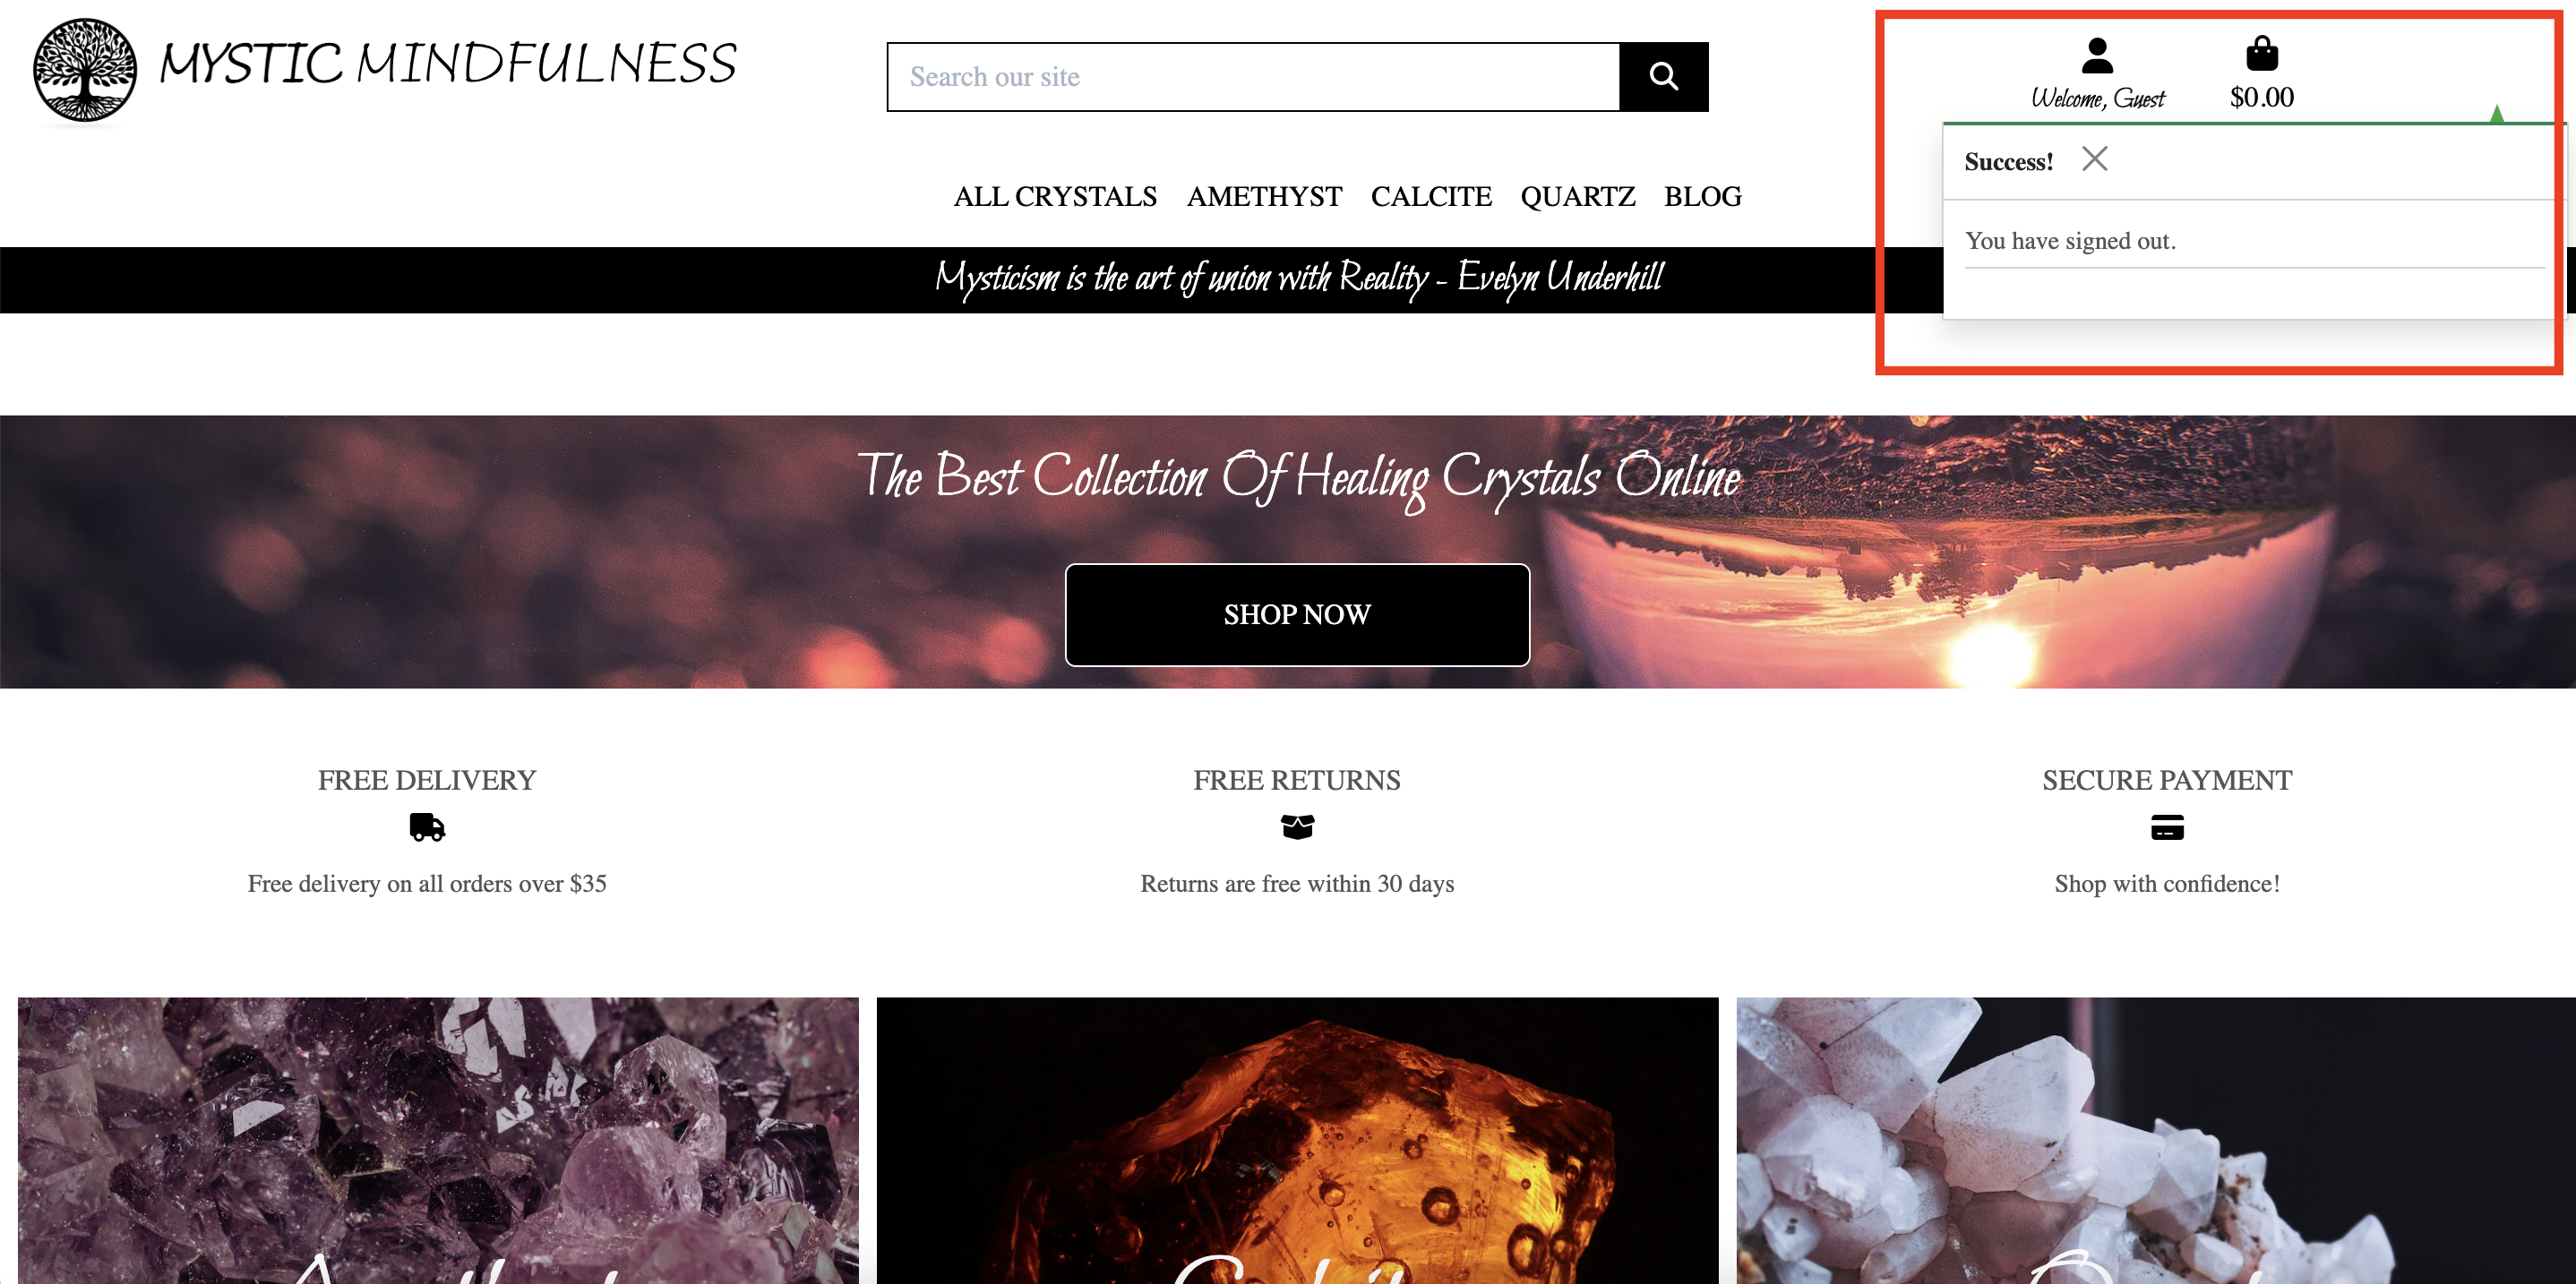 MYSTIC MINDFULNESS
Search our site
Welcome, Guest
$0.00
Success!
You have signed out.
ALL CRYSTALS AMETHYST CALCITE QUARTZ BLOG
Mysticism is the art of union with Reality - Evelyn Underhill
The Best Collection Of Healing Crystals Online
SHOP NOW
FREE DELIVERY
Free delivery on all orders over $35
FREE RETURNS
Returns are free within 30 days
SECURE PAYMENT
Shop with confidence!